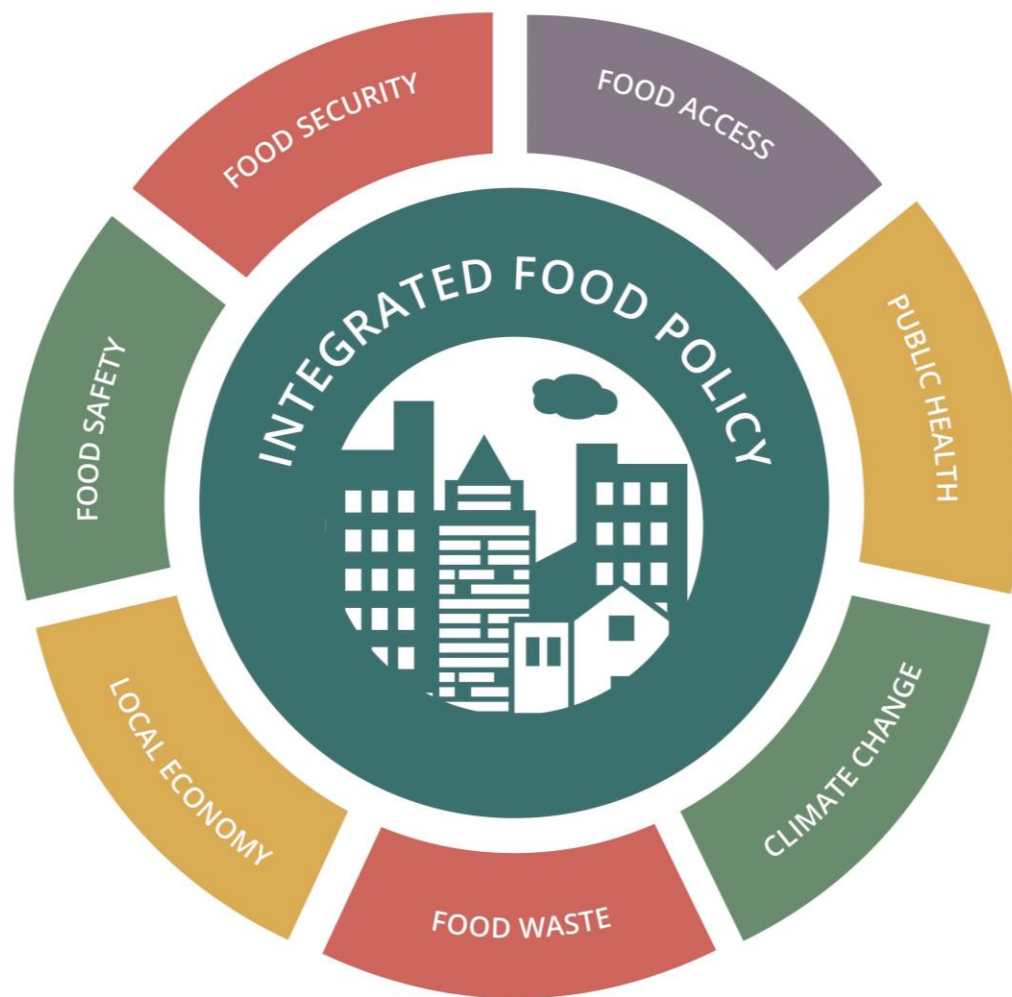 FOOD SECURITY
FOOD ACCESS
PUBLIC HEALTH
CLIMATE CHANGE
FOOD WASTE
LOCAL ECONOMY
FOOD SAFETY
INTEGRATED FOOD POLICY